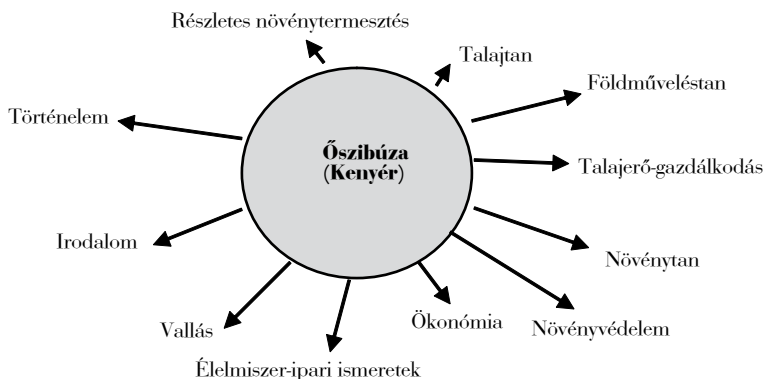 Részletes növénytermesztés
Talajtan
Földműveléstan
Történelem
Őszibúza
(Kenyér)
Talajerő-gazdálkodás
Irodalom
Növénytan
Vallás
Ökonómia
Növényvédelem
Élelmiszer-ipari ismeretek